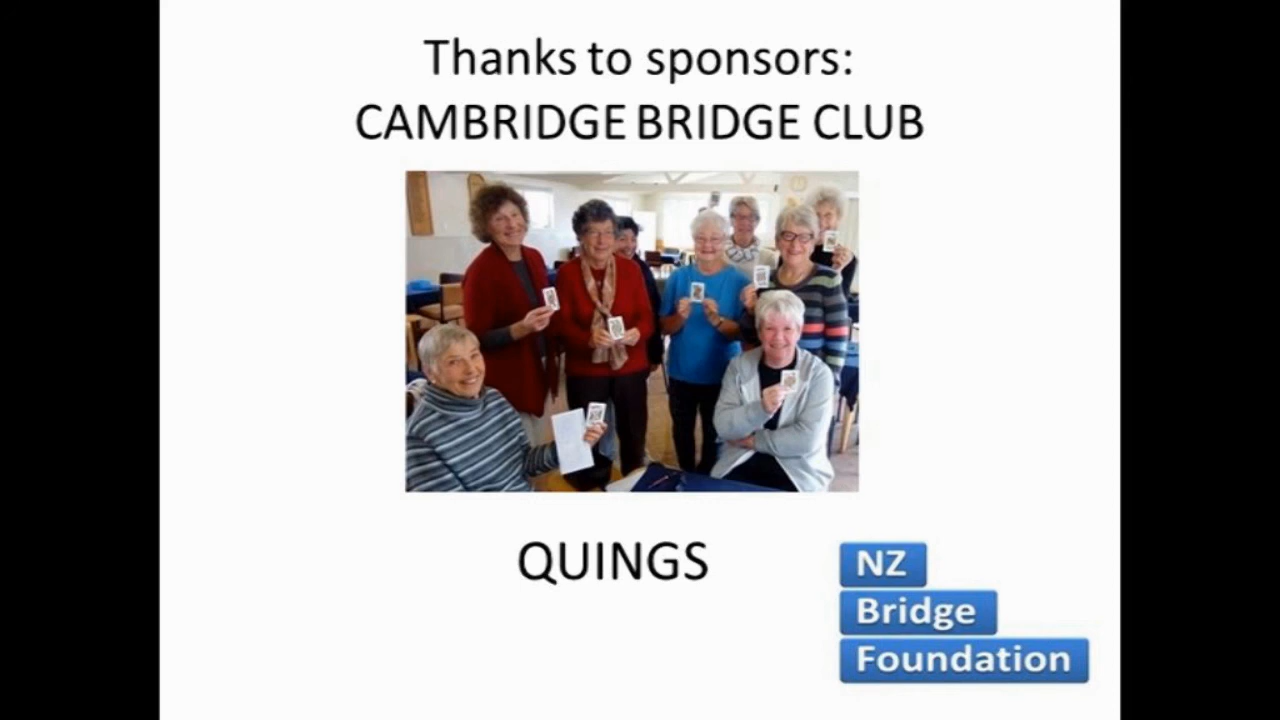 Thanks to sponsors:
CAMBRIDGE BRIDGE CLUB
QUINGS
NZ
Bridge
Foundation